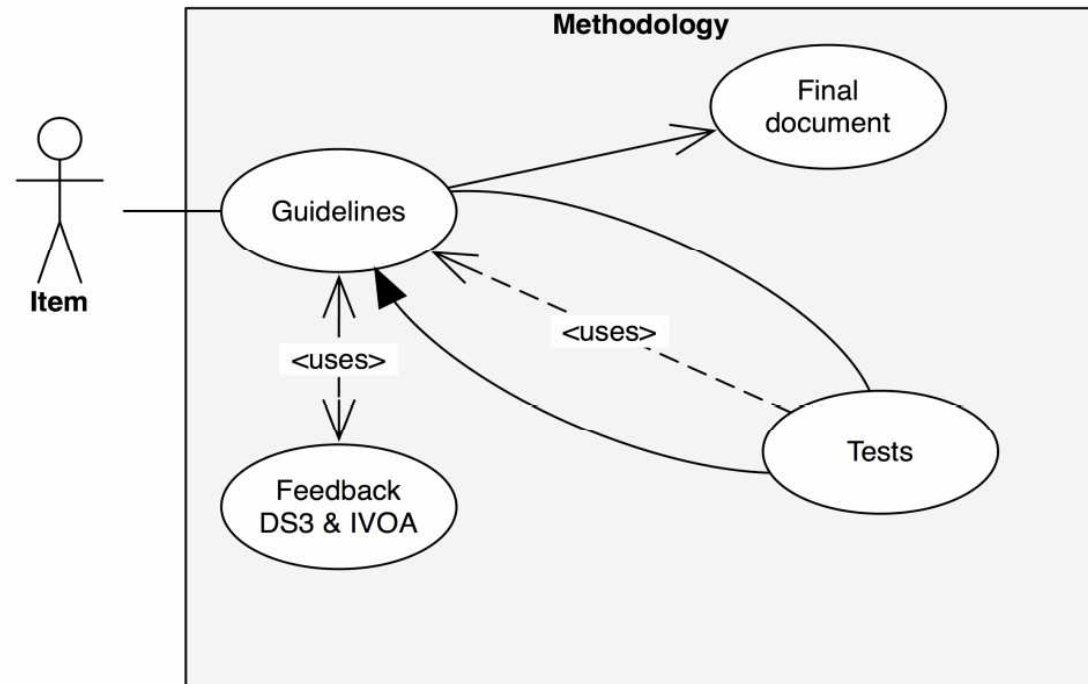 Methodology
Final
document
Guidelines
Item
<uses>
<uses>
Tests
Feedback
DS3 & IVOA